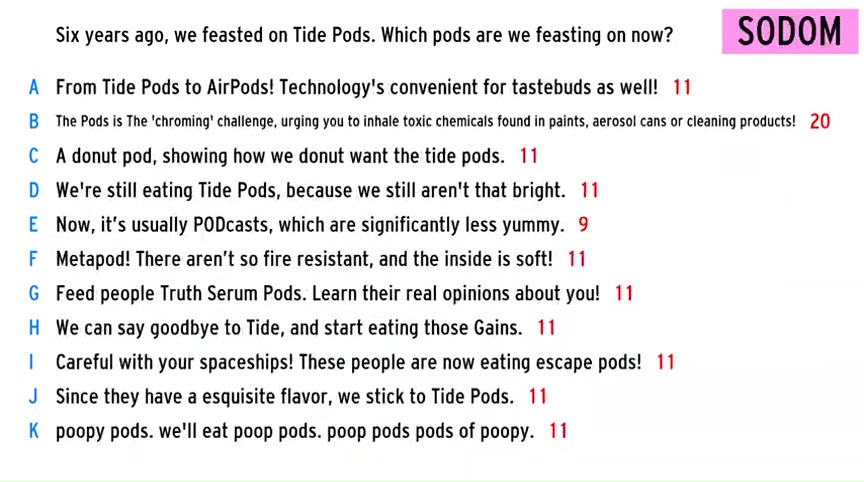 Six years ago, we feasted on Tide Pods. Which pods are we feasting on now?
SODOM
A From Tide Pods to AirPods! Technology's convenient for tastebuds as well! 11
B The Pods is The 'chroming' challenge, urging you to inhale toxic chemicals found in paints, aerosol cans or cleaning products! 20
C A donut pod, showing how we donut want the tide pods. 11
D We're still eating Tide Pods, because we still aren't that bright. 11
E Now, it’s usually PODcasts, which are significantly less yummy. 9
F Metapod! There aren’t so fire resistant, and the inside is soft! 11
G Feed people Truth Serum Pods. Learn their real opinions about you! 11
H We can say goodbye to Tide, and start eating those Gains. 11
I Careful with your spaceships! These people are now eating escape pods! 11
J Since they have a esquisite flavor, we stick to Tide Pods. 11
K poopy pods. we'll eat poop pods. poop pods pods of poopy. 11